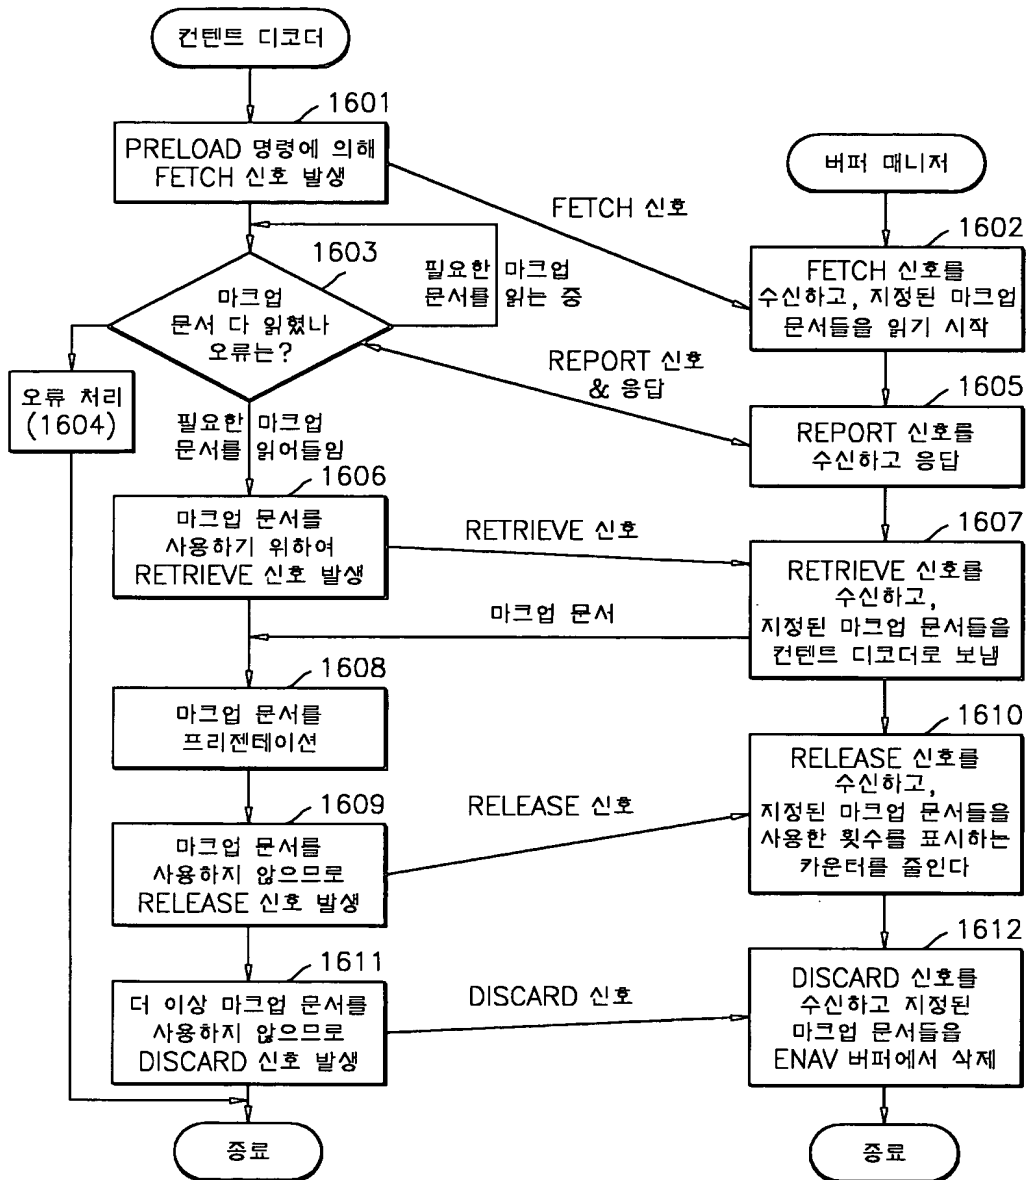 컨텐트 디코더
1601
PRELOAD 명령에 의해
FETCH 신호 발생
버퍼 매니저
FETCH 신호
1602
FETCH 신호를
수신하고, 지정된 마크업
문서들을 읽기 시작
1603
마크업
문서 다 읽혔나
오류는?
필요한 마크업
문서를 읽는 중
REPORT 신호
& 응답
오류 처리
(1604)
1605
REPORT 신호를
수신하고 응답
필요한 마크업
문서를 읽어들임
1606
마크업 문서를
사용하기 위하여
RETRIEVE 신호 발생
RETRIEVE 신호
1607
RETRIEVE 신호를
수신하고,
지정된 마크업 문서들을
컨텐트 디코더로 보냄
마크업 문서
1608
마크업 문서를
프리젠테이션
1609
마크업 문서를
사용하지 않으므로
RELEASE 신호 발생
RELEASE 신호
1610
RELEASE 신호를
수신하고,
지정된 마크업 문서들을
사용한 횟수를 표시하는
카운터를 줄인다
1611
더 이상 마크업 문서를
사용하지 않으므로
DISCARD 신호 발생
DISCARD 신호
1612
DISCARD 신호를
수신하고 지정된
마크업 문서들을
ENAV 버퍼에서 삭제
종료
종료